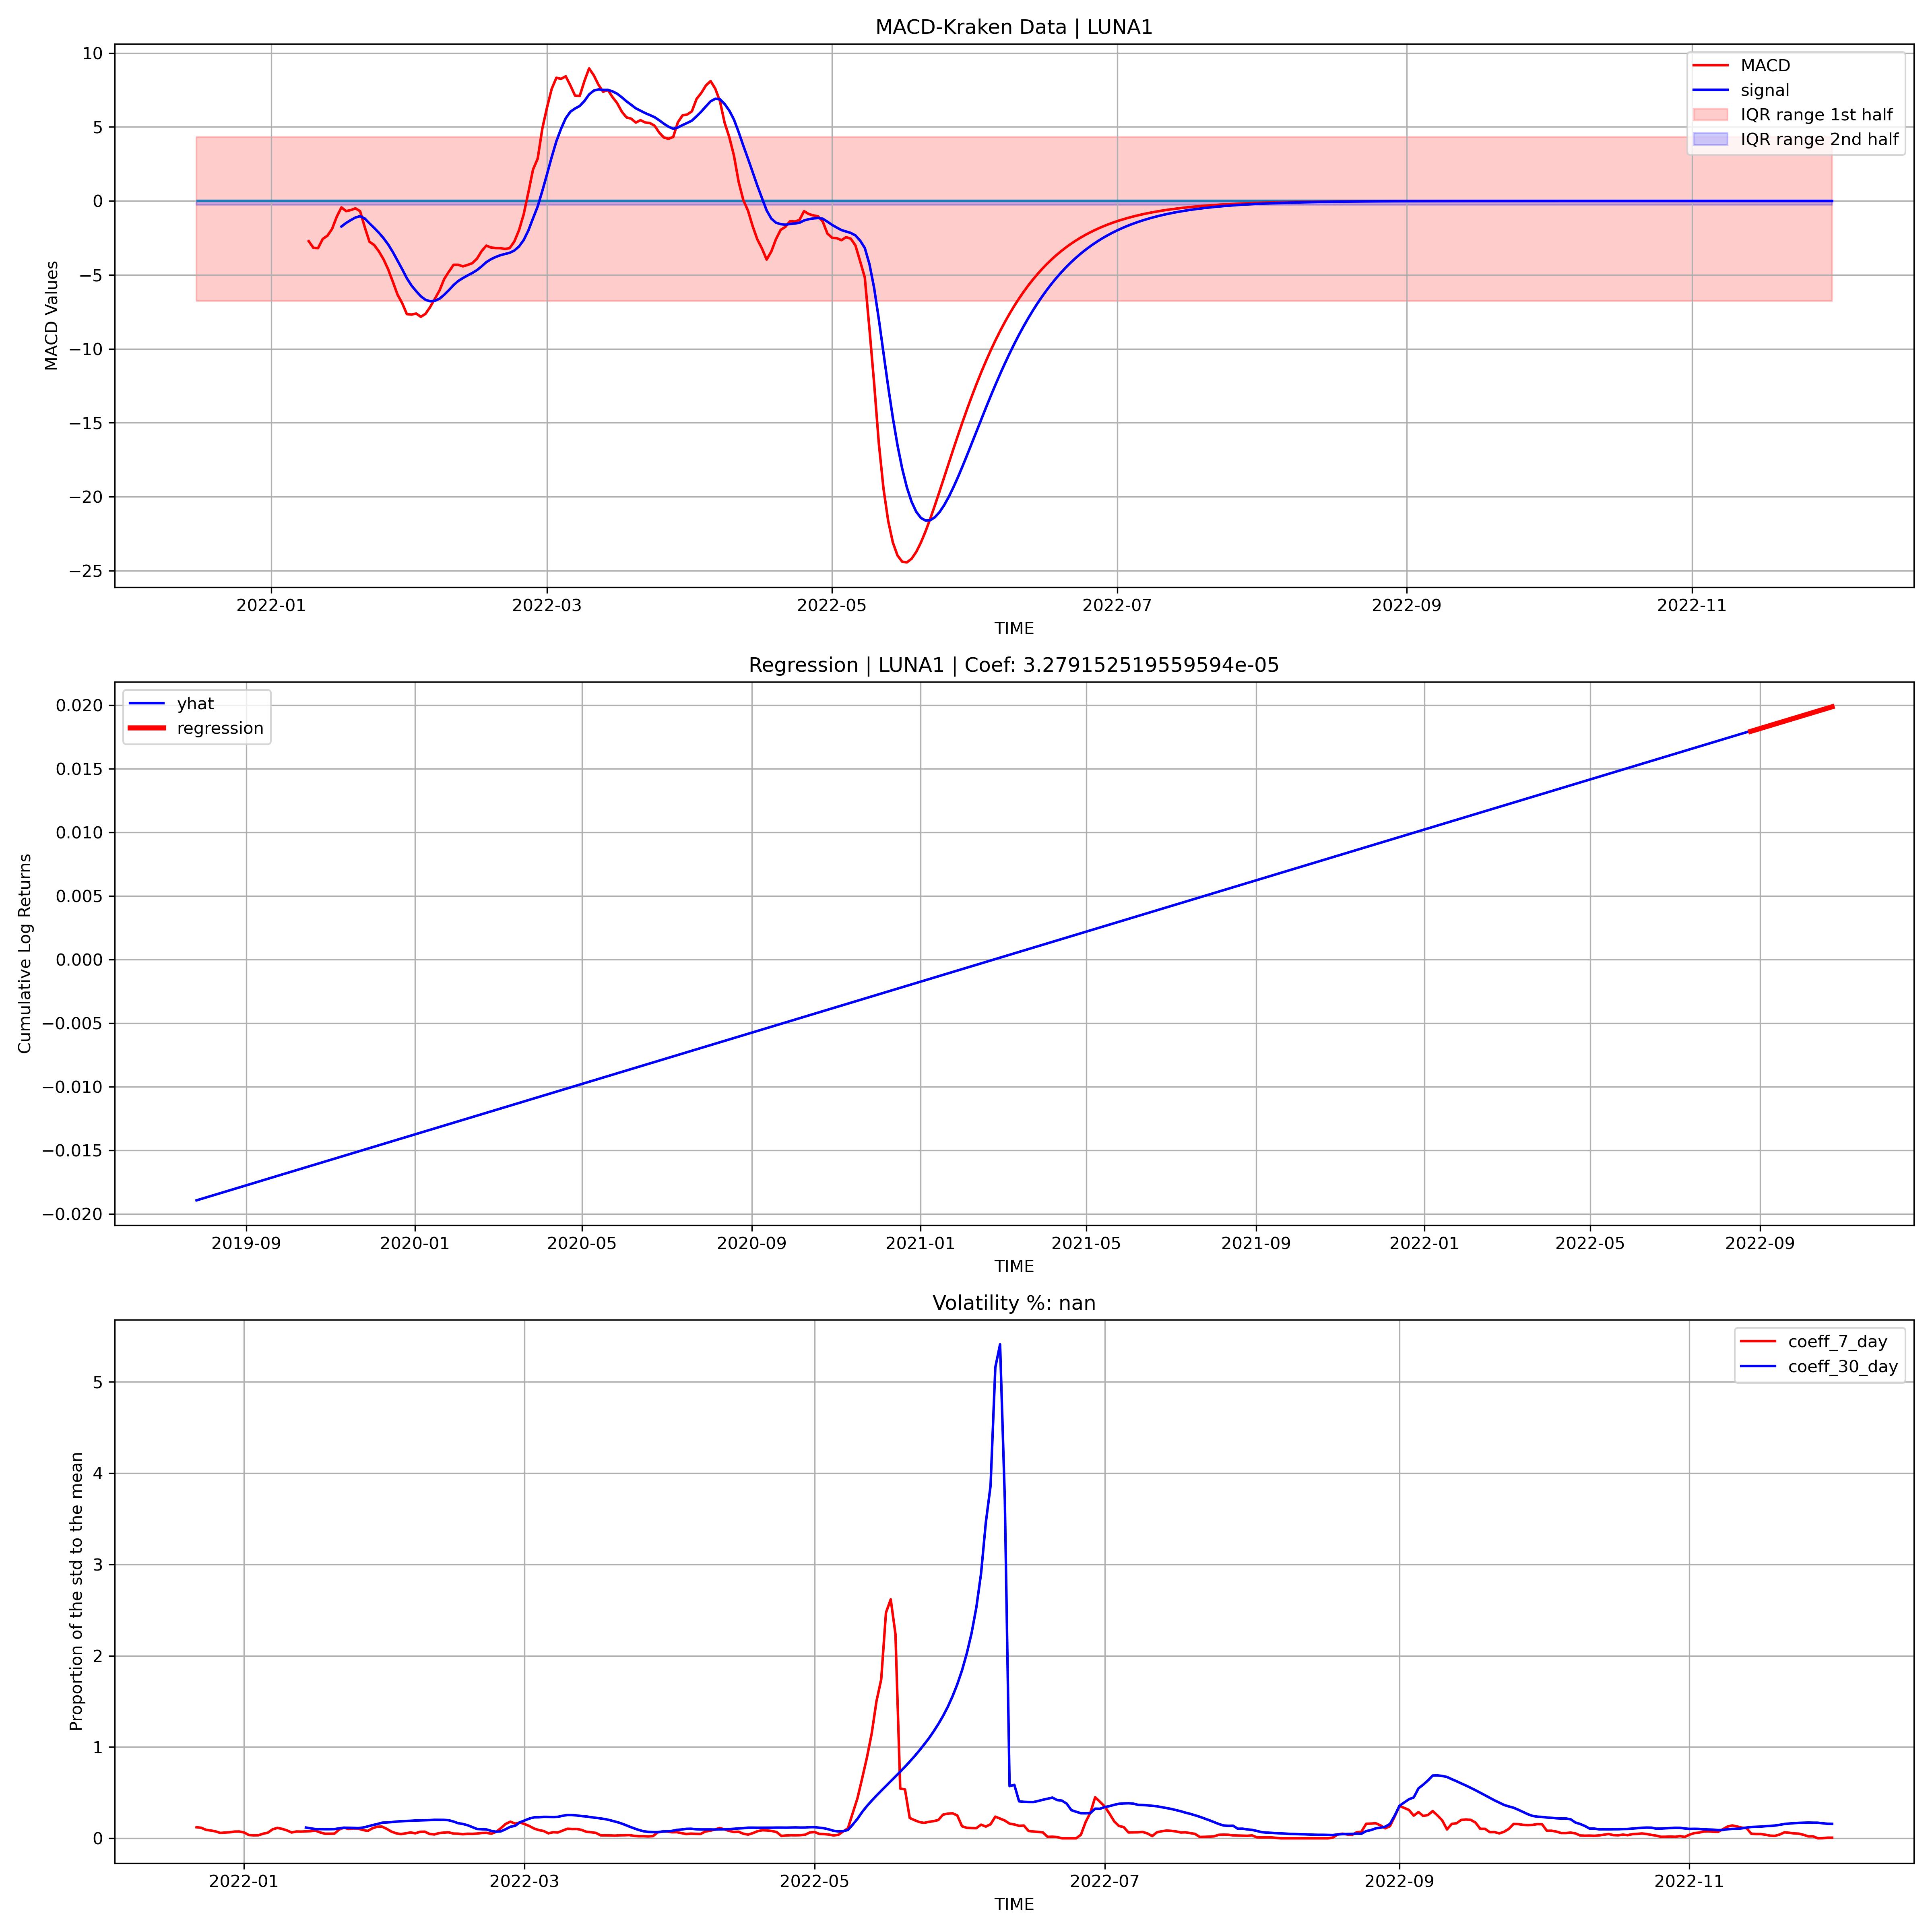 MACD-Kraken Data | LUNA1
10
5
0
−5
−10
−15
−20
−25
MACD Values
MACD
signal
IQR range 1st half
IQR range 2nd half
2022-01
2022-03
2022-05
2022-07
2022-09
2022-11
TIME
Regression | LUNA1 | Coef: 3.279152519559594e-05
yhat
regression
0.020
0.015
0.010
0.005
0.000
−0.005
−0.010
−0.015
−0.020
Cumulative Log Returns
2019-09
2020-01
2020-05
2020-09
2021-01
2021-05
2021-09
2022-01
2022-05
2022-09
TIME
Volatility %: nan
coeff_7_day
coeff_30_day
5
4
3
2
1
0
Proportion of the std to the mean
2022-01
2022-03
2022-05
2022-07
2022-09
2022-11
TIME